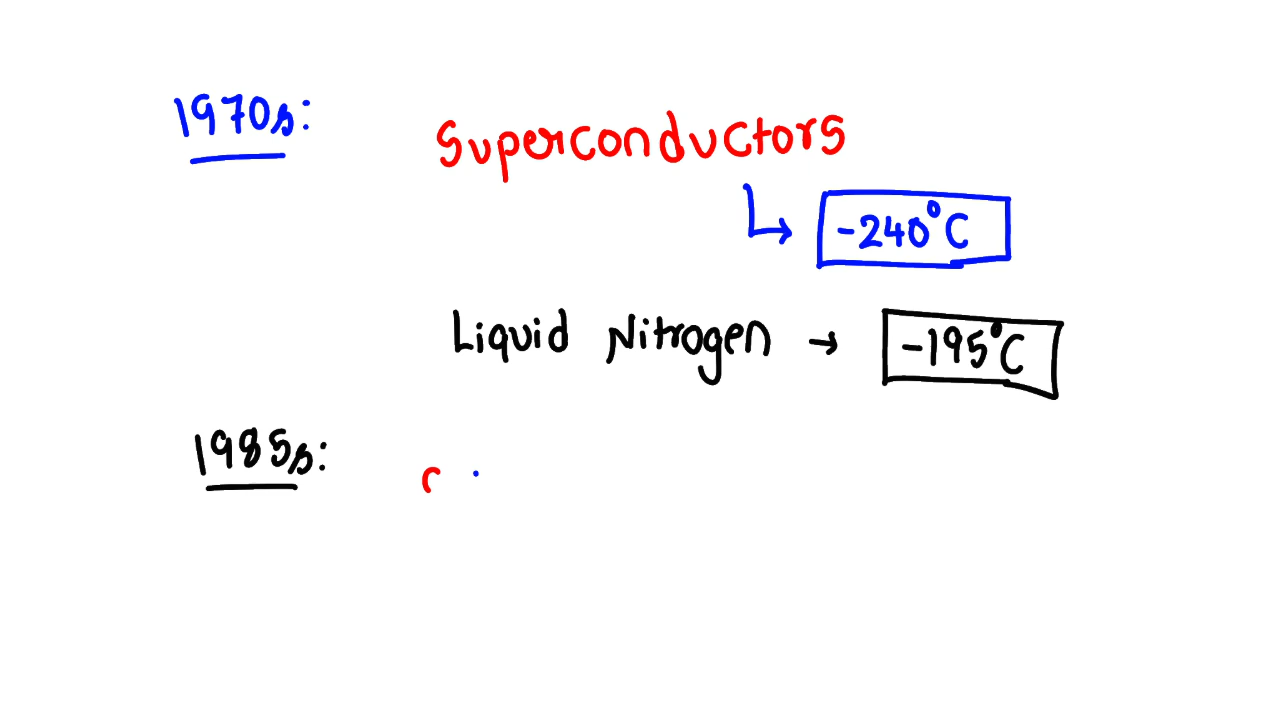 1970s:
Superconductors
↳ -240°C
Liquid Nitrogen → -195°C
1985s: